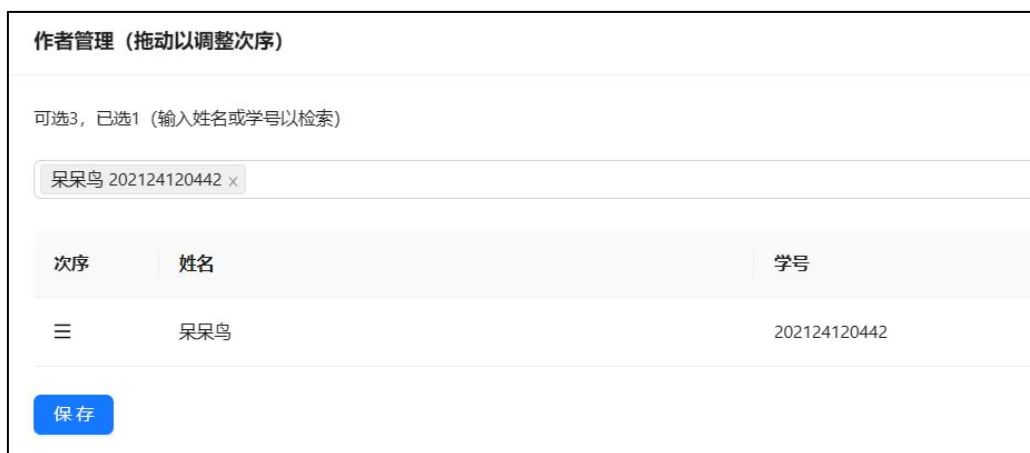 作者管理（拖动以调整次序）
可选3，已选1（输入姓名或学号以检索）
呆呆鸟 202124120442 x
次序 姓名 学号
呆呆鸟 202124120442
保存